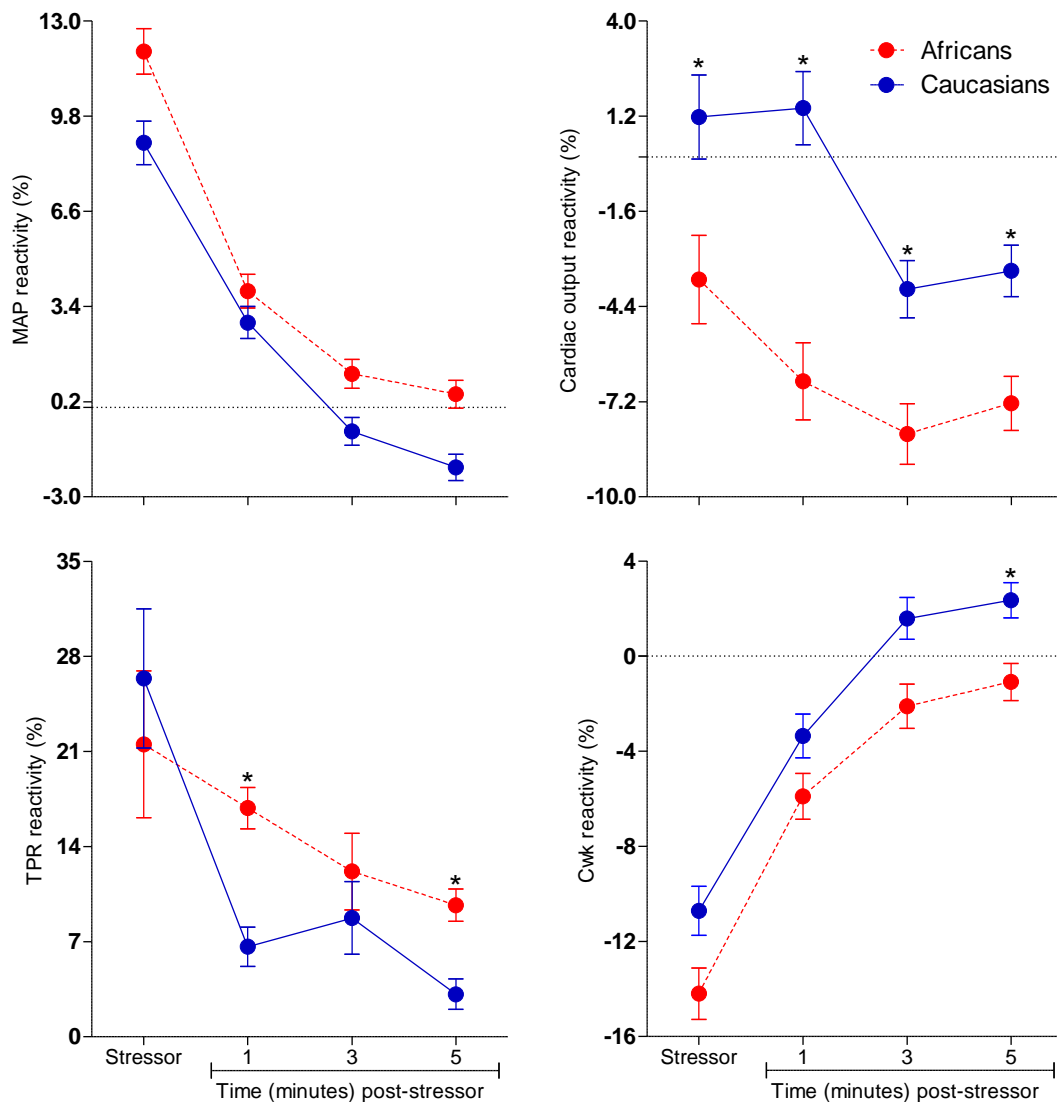 MAP reactivity (%)
13.0
9.8
6.6
3.4
0.2
-3.0
Cardiac output reactivity (%)
4.0
1.2
-1.6
-4.4
-7.2
-10.0
* * * *
Africans
Caucasians
TPR reactivity (%)
35
28
21
14
7
0
* *
Stressor 1 3 5
Time (minutes) post-stressor
Cwk reactivity (%)
4
0
-4
-8
-12
-16
*
Stressor 1 3 5
Time (minutes) post-stressor